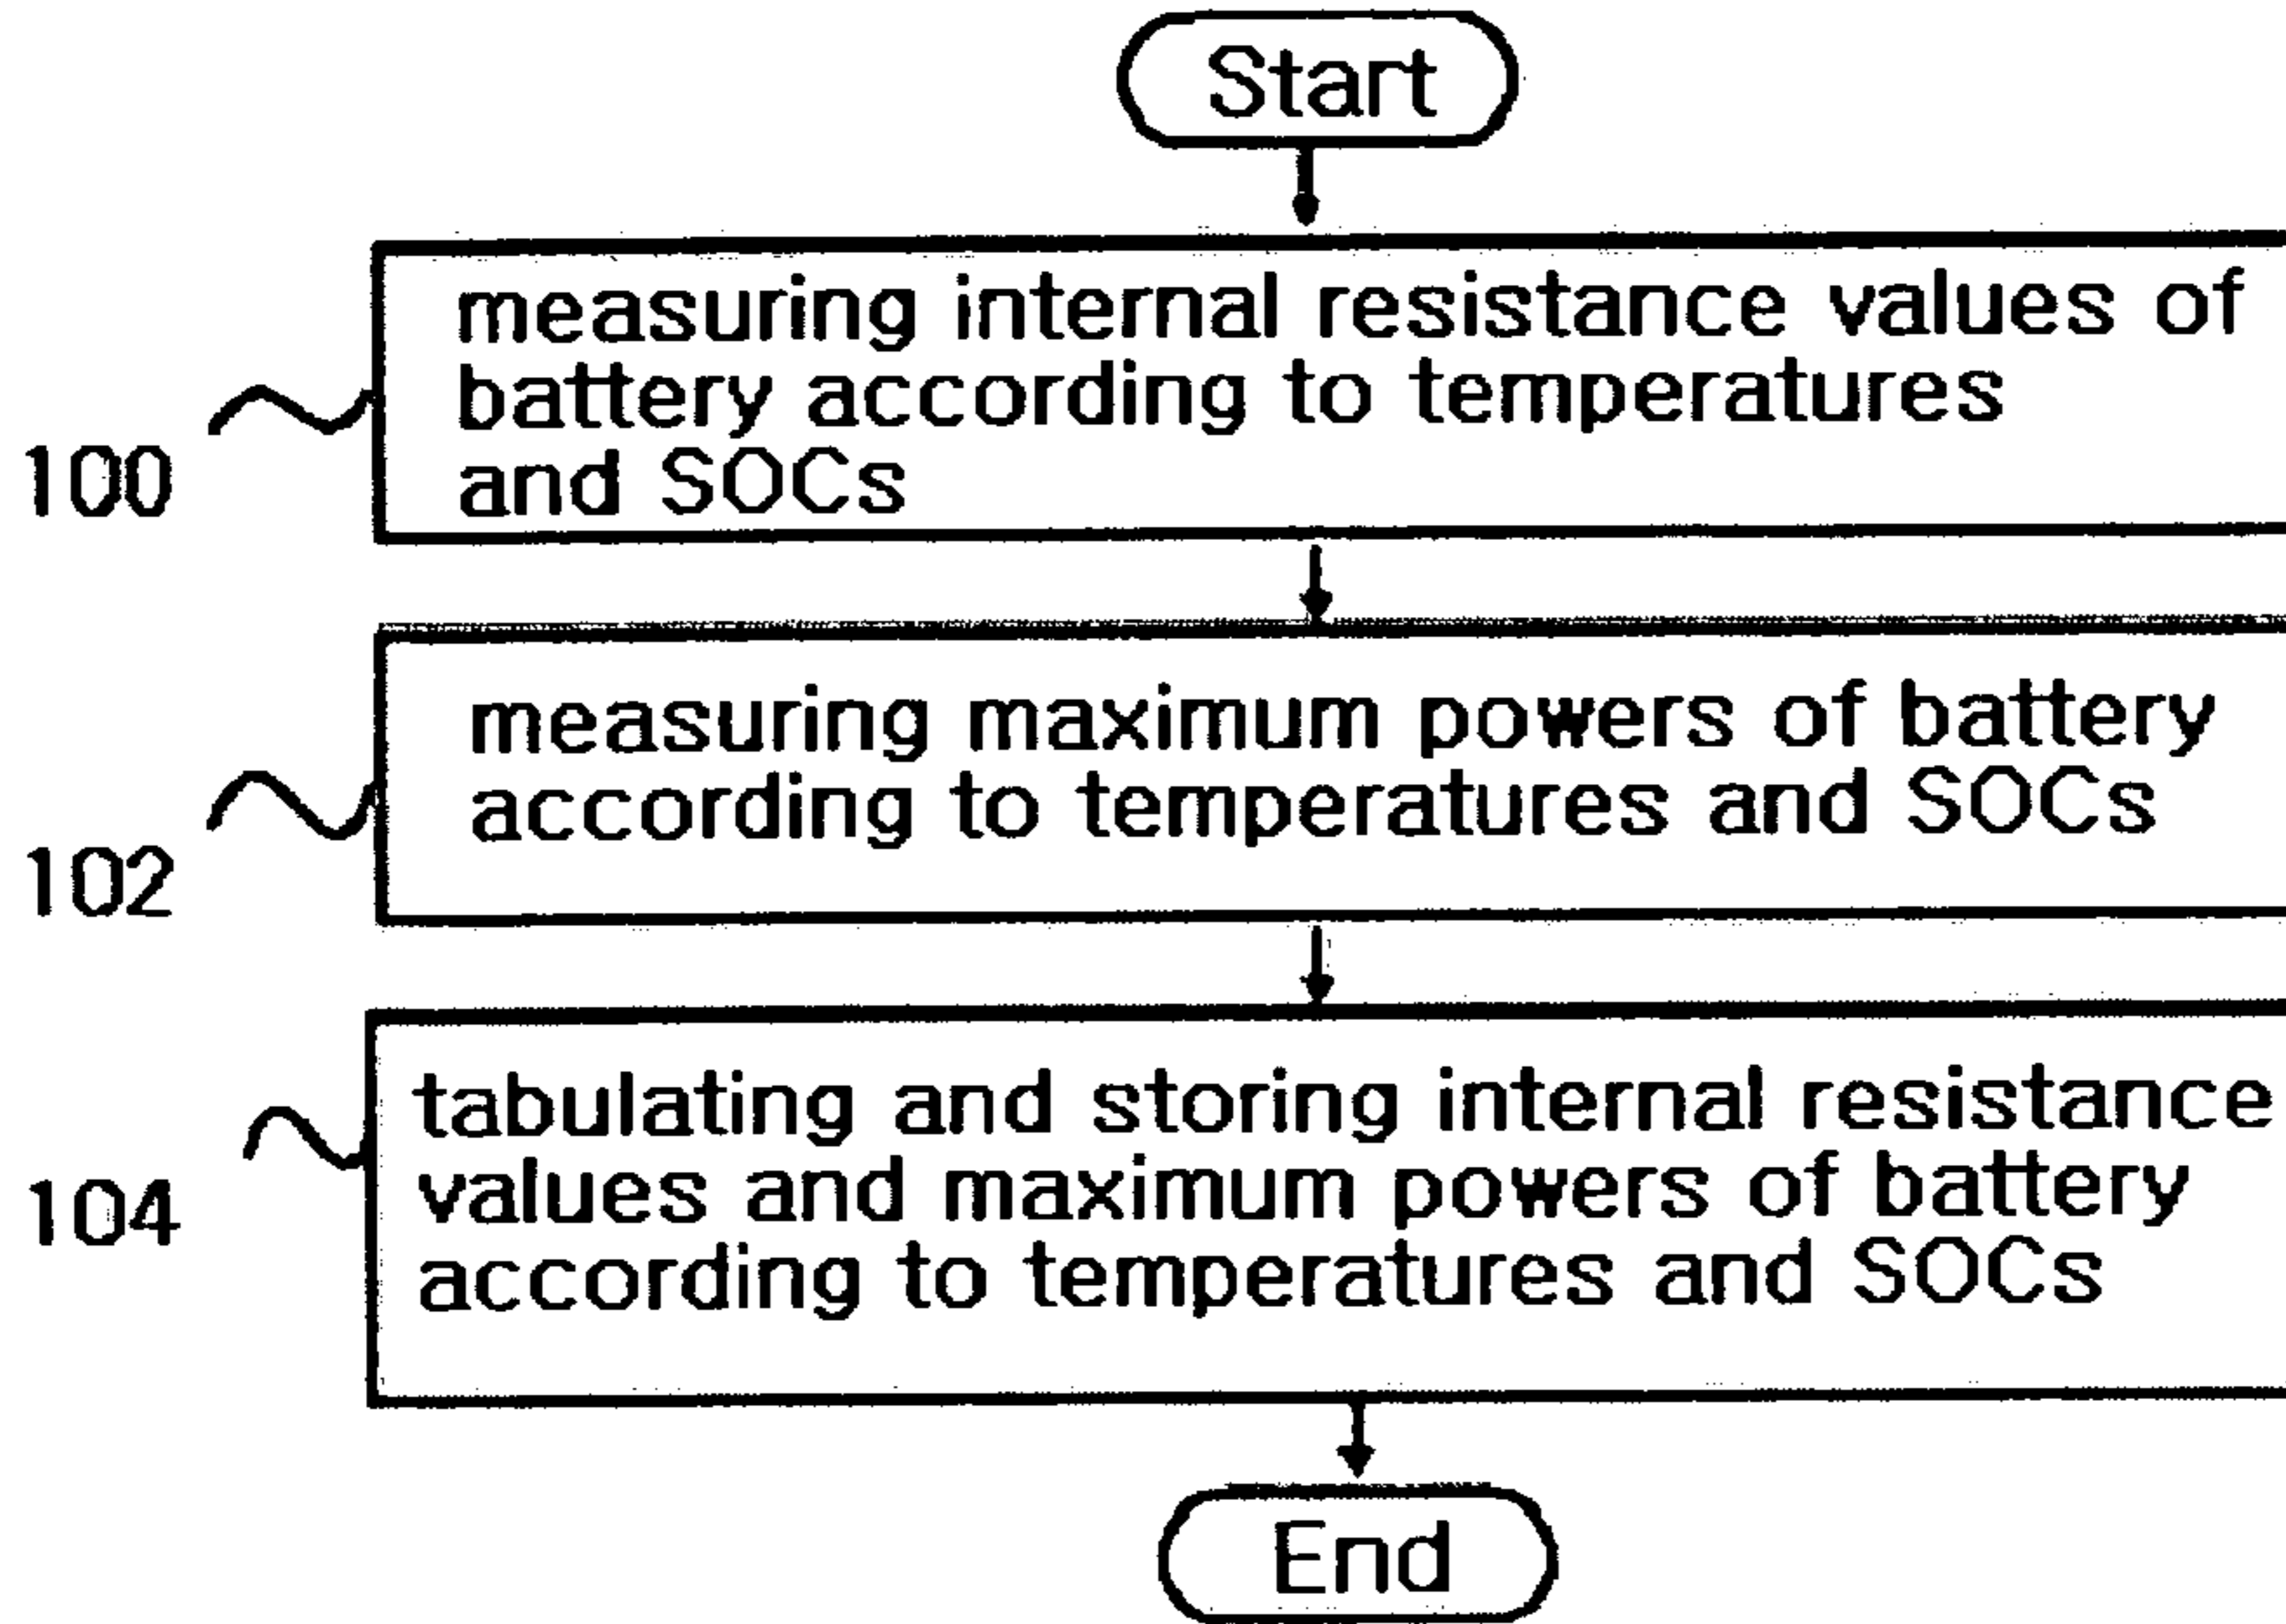 Start
measuring internal resistance values of
battery according to temperatures
and SOCs
100
measuring maximum powers of battery
according to temperatures and SOCs
102
tabulating and storing internal resistance
values and maximum powers of battery
according to temperatures and SOCs
104
End